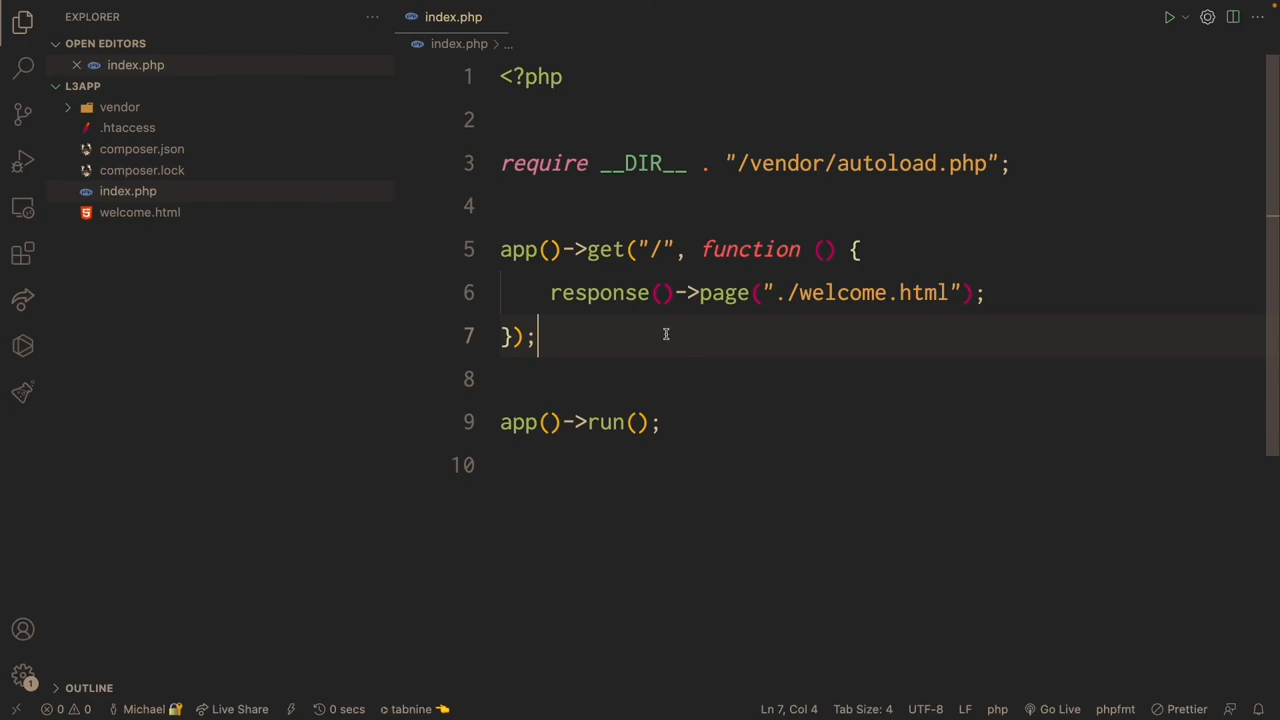 EXPLORER
...
OPEN EDITORS
index.php
L3APP
vendor
.htaccess
composer.json
composer.lock
index.php
welcome.html
OUTLINE
index.php
...
index.php > ...
1 <?php
2
3 require __DIR__ . "/vendor/autoload.php";
4
5 app()->get("/", function () {
6 response()->page("./welcome.html");
7 });
8
9 app()->run();
10
1
0 0 Michael Live Share 0 secs tabnine Ln 7, Col 4 Tab Size: 4 UTF-8 LF php Go Live phpfmt Prettier